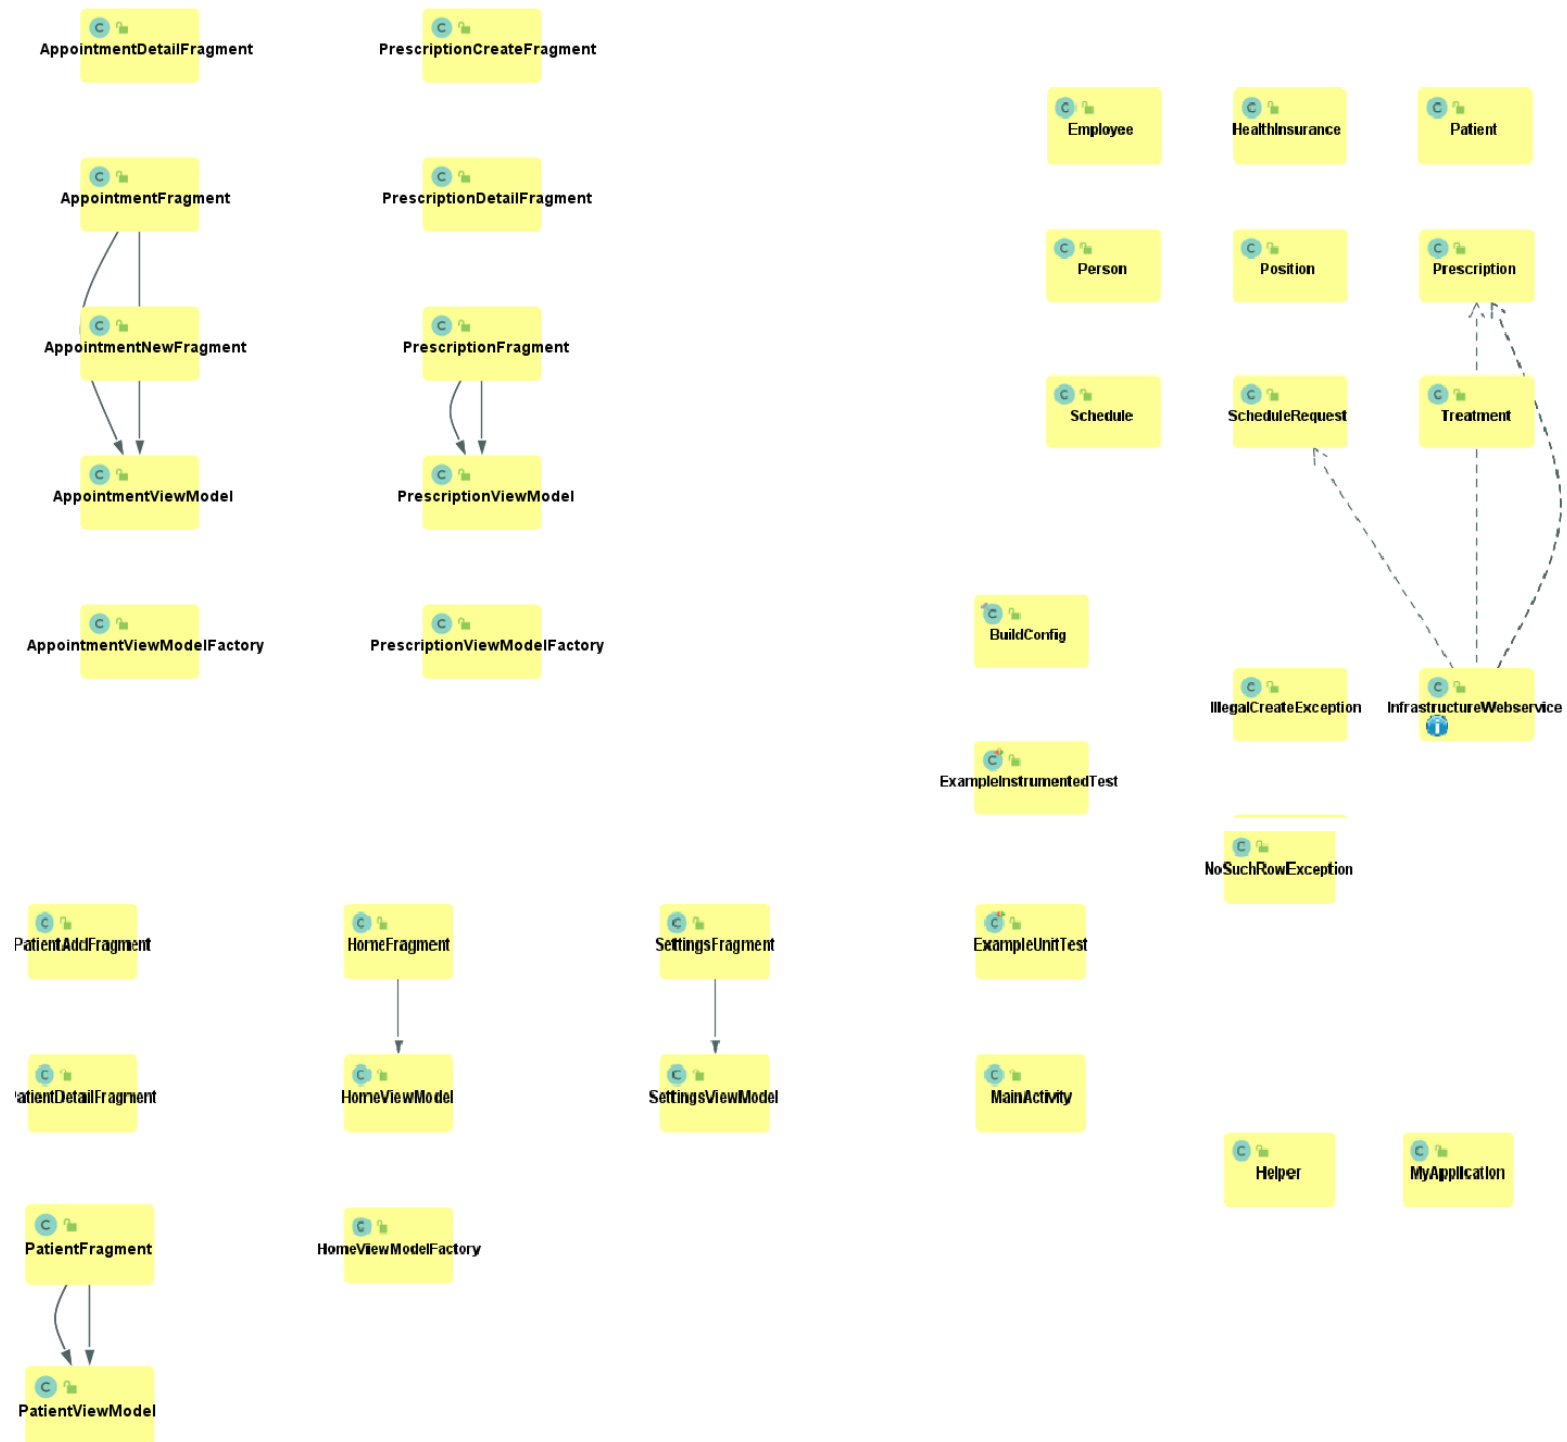 AppointmentDetailFragment
PrescriptionCreateFragment
Employee
HealthInsurance
Patient
AppointmentFragment
PrescriptionDetailFragment
Person
Position
Prescription
AppointmentNewFragment
PrescriptionFragment
Schedule
ScheduleRequest
Treatment
AppointmentViewModel
PrescriptionViewModel
AppointmentViewModelFactory
PrescriptionViewModelFactory
BuildConfig
IllegalCreateException
InfrastructureWebservice
ExampleInstrumentedTest
NoSuchRowException
PatientAddFragment
HomeFragment
SettingsFragment
ExampleUnitTest
PatientDetailFragment
HomeViewModel
SettingsViewModel
MainActivity
Helper
MyApplication
PatientFragment
HomeViewModelFactory
PatientViewModel